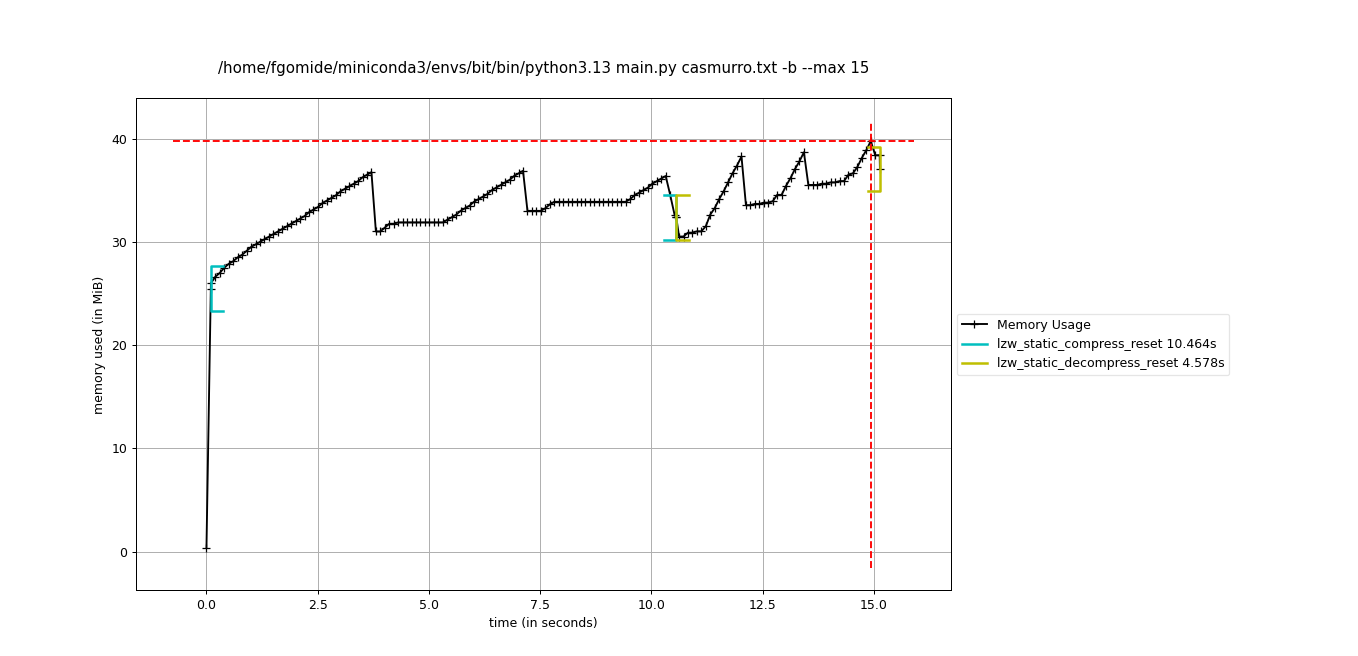 /home/fgomide/miniconda3/envs/bit/bin/python3.13 main.py casmurro.txt -b --max 15
40
30
20
10
0
memory used (in MiB)
0.0 2.5 5.0 7.5 10.0 12.5 15.0
time (in seconds)
Memory Usage
lzw_static_compress_reset 10.464s
lzw_static_decompress_reset 4.578s